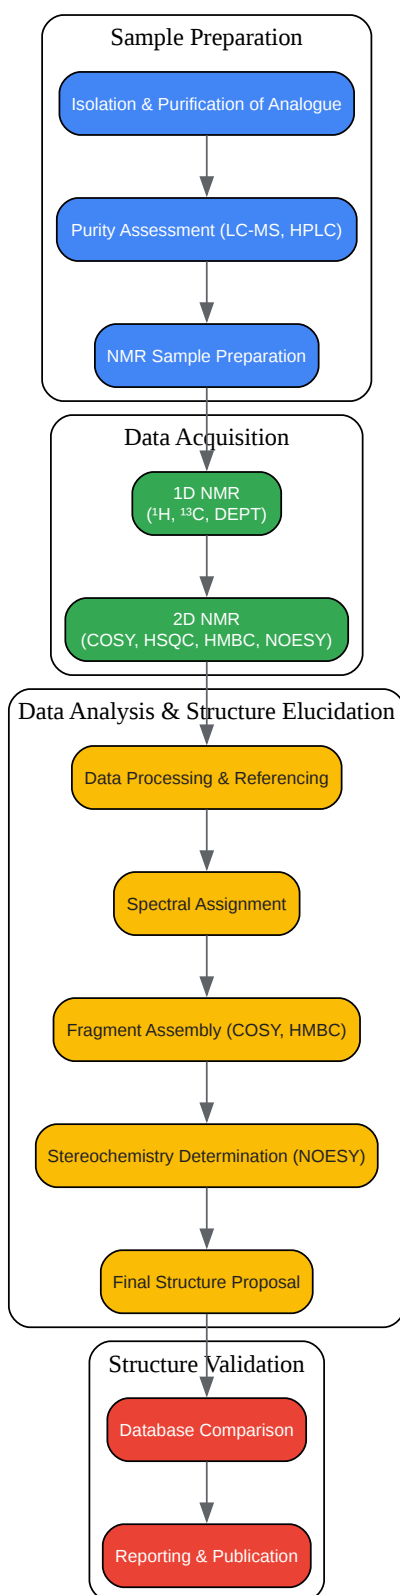 Sample Preparation
Isolation & Purification of Analogue
Purity Assessment (LC-MS, HPLC)
NMR Sample Preparation
Data Acquisition
1D NMR
(¹H, ¹³C, DEPT)
2D NMR
(COSY, HSQC, HMBC, NOESY)
Data Analysis & Structure Elucidation
Data Processing & Referencing
Spectral Assignment
Fragment Assembly (COSY, HMBC)
Stereochemistry Determination (NOESY)
Final Structure Proposal
Structure Validation
Database Comparison
Reporting & Publication